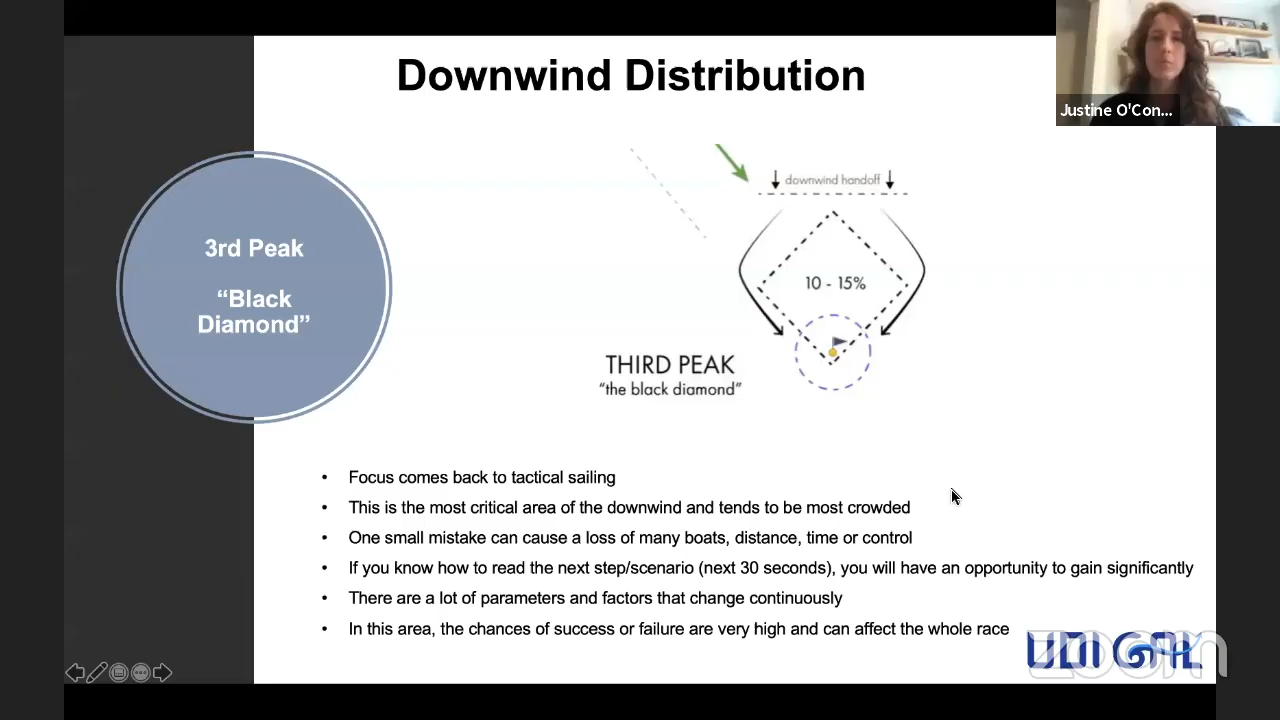 Downwind Distribution
Justine O'Con...
3rd Peak
“Black
Diamond”
downwind handoff
10 - 15%
THIRD PEAK
“the black diamond”
• Focus comes back to tactical sailing
• This is the most critical area of the downwind and tends to be most crowded
• One small mistake can cause a loss of many boats, distance, time or control
• If you know how to read the next step/scenario (next 30 seconds), you will have an opportunity to gain significantly
• There are a lot of parameters and factors that change continuously
• In this area, the chances of success or failure are very high and can affect the whole race
UDI GAL
zoom